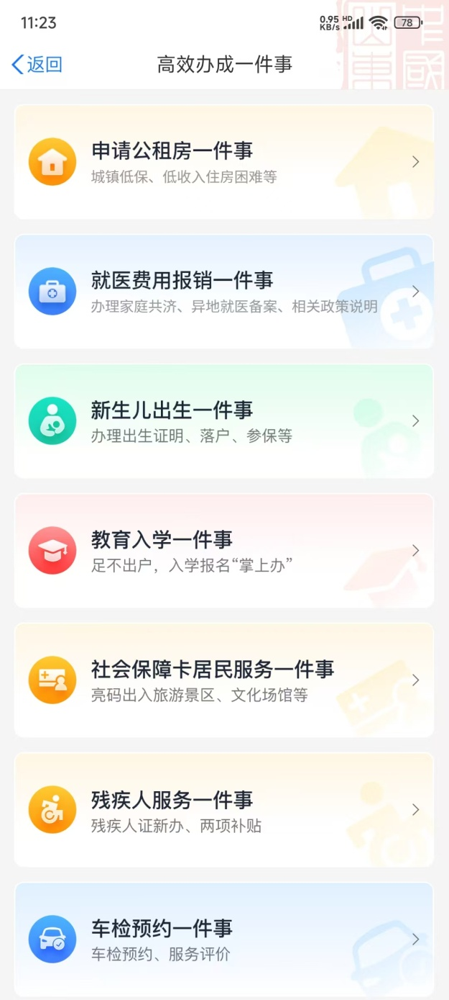 11:23
0.95 KB/s HD 78
返回
高效办成一件事
申请公租房一件事
城镇低保、低收入住房困难等
就医费用报销一件事
办理家庭共济、异地就医备案、相关政策说明
新生儿出生一件事
办理出生证明、落户、参保等
教育入学一件事
足不出户，入学报名“掌上办”
社会保障卡居民服务一件事
亮码出入旅游景区、文化场馆等
残疾人服务一件事
残疾人证新办、两项补贴
车检预约一件事
车检预约、服务评价